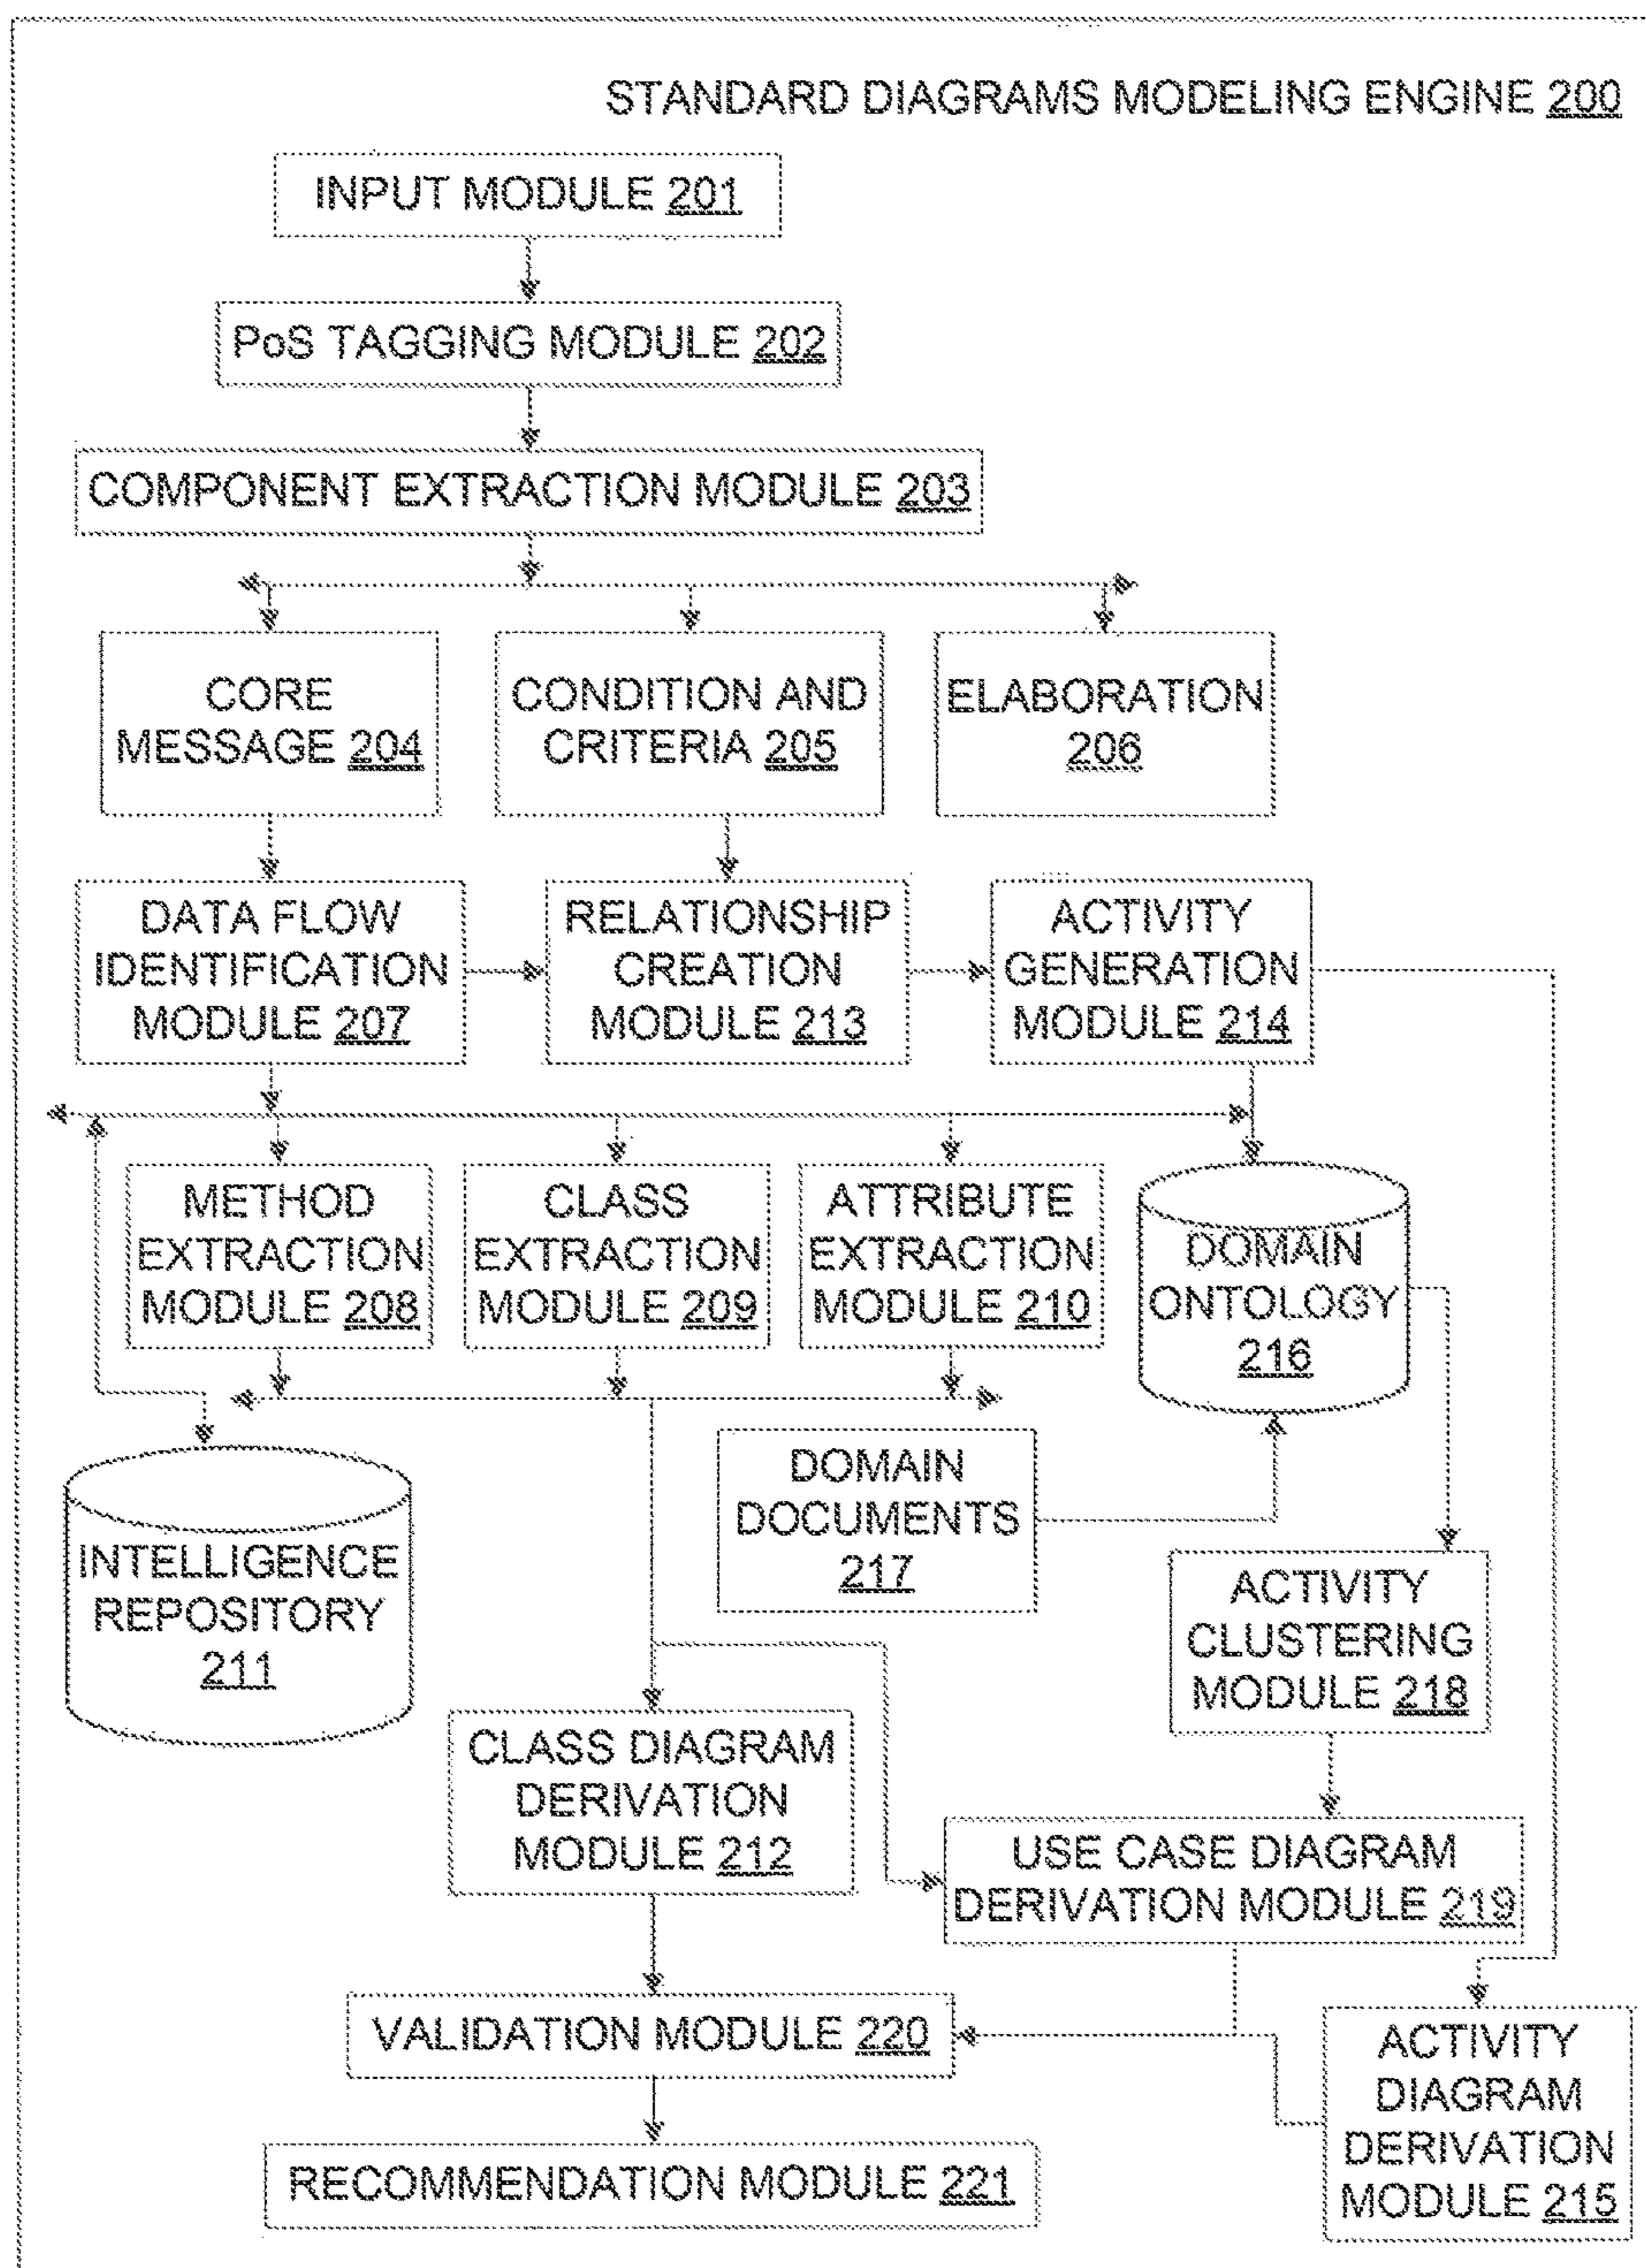 STANDARD DIAGRAMS MODELING ENGINE 200
INPUT MODULE 201
PoS TAGGING MODULE 202
COMPONENT EXTRACTION MODULE 203
CORE
MESSAGE 204
CONDITION AND
CRITERIA 205
ELABORATION
206
DATA FLOW
IDENTIFICATION
MODULE 207
RELATIONSHIP
CREATION
MODULE 213
ACTIVITY
GENERATION
MODULE 214
METHOD
EXTRACTION
MODULE 208
CLASS
EXTRACTION
MODULE 209
ATTRIBUTE
EXTRACTION
MODULE 210
DOMAIN
ONTOLOGY
216
INTELLIGENCE
REPOSITORY
211
DOMAIN
DOCUMENTS
217
ACTIVITY
CLUSTERING
MODULE 218
CLASS DIAGRAM
DERIVATION
MODULE 212
USE CASE DIAGRAM
DERIVATION MODULE 219
VALIDATION MODULE 220
ACTIVITY
DIAGRAM
DERIVATION
MODULE 215
RECOMMENDATION MODULE 221